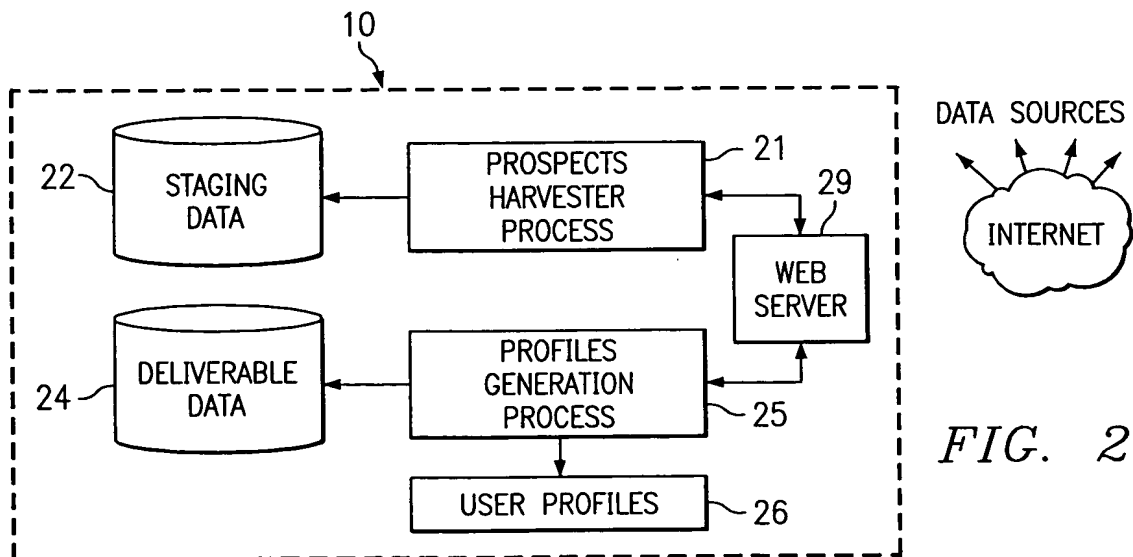 10
DATA SOURCES
22
STAGING
DATA
PROSPECTS
HARVESTER
PROCESS
21
29
WEB
SERVER
INTERNET
24
DELIVERABLE
DATA
PROFILES
GENERATION
PROCESS
25
USER PROFILES
26
FIG. 2